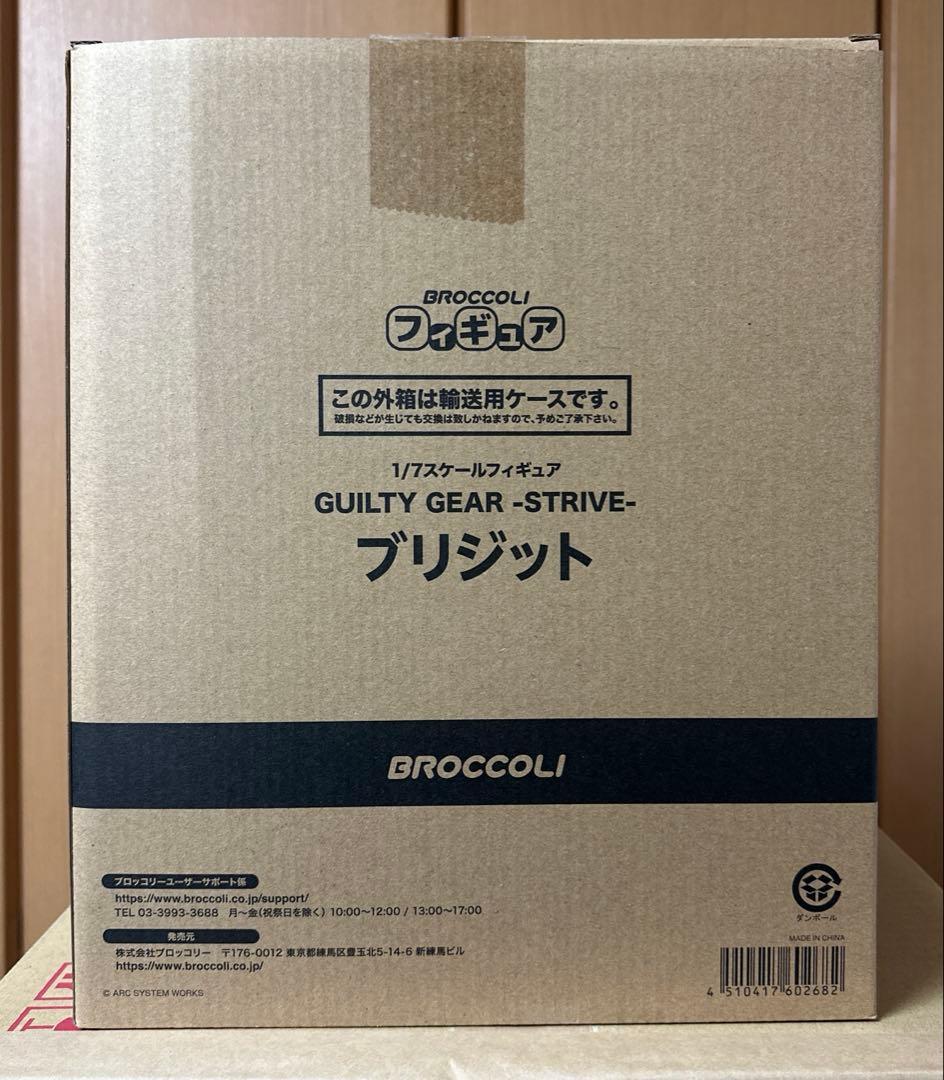 BROCCOLI
フィギュア
この外箱は輸送用ケースです。
破損などが生じても交換は致しかねますので、予めご了承下さい。
1/7スケールフィギュア
GUILTY GEAR -STRIVE-
ブリジット
BROCCOLI
ブロッコリーユーザーサポート係
https://www.broccoli.co.jp/support/
TEL 03-3993-3688 月～金(祝祭日を除く) 10:00～12:00 / 13:00～17:00
発売元
株式会社ブロッコリー 〒176-0012 東京都練馬区豊玉北5-14-6 新練馬ビル
https://www.broccoli.co.jp/
© ARC SYSTEM WORKS
ダンボール
MADE IN CHINA
4 510417 602682